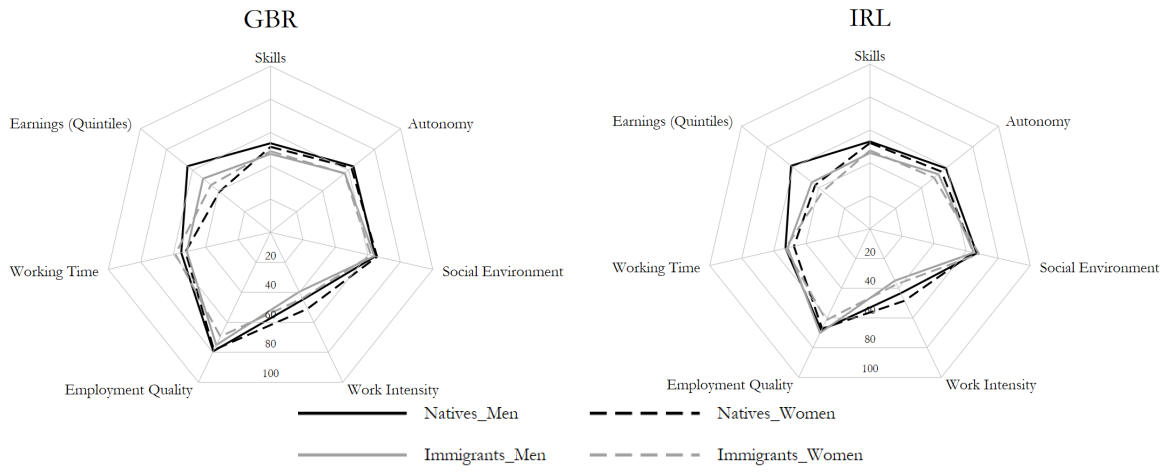 GBR
Skills
Autonomy
Social Environment
Work Intensity
Employment Quality
Working Time
Earnings (Quintiles)
20
40
60
80
100
IRL
Skills
Autonomy
Social Environment
Work Intensity
Employment Quality
Working Time
Earnings (Quintiles)
20
40
60
80
100
Natives_Men
Natives_Women
Immigrants_Men
Immigrants_Women